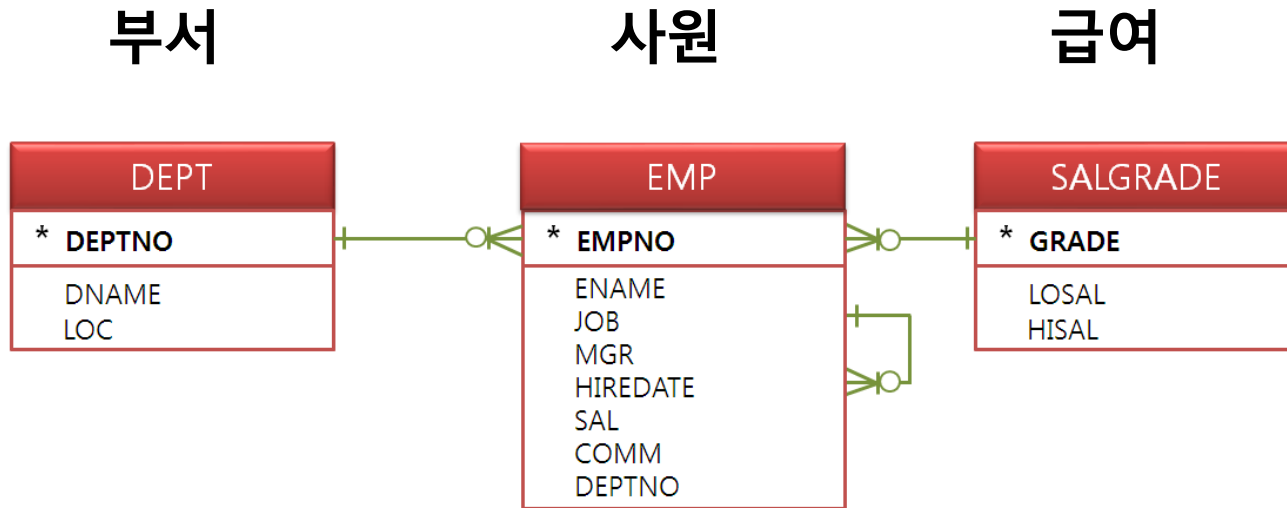 부서
사원
급여
DEPT
* DEPTNO
DNAME
LOC
EMP
* EMPNO
ENAME
JOB
MGR
HIREDATE
SAL
COMM
DEPTNO
SALGRADE
* GRADE
LOSAL
HISAL